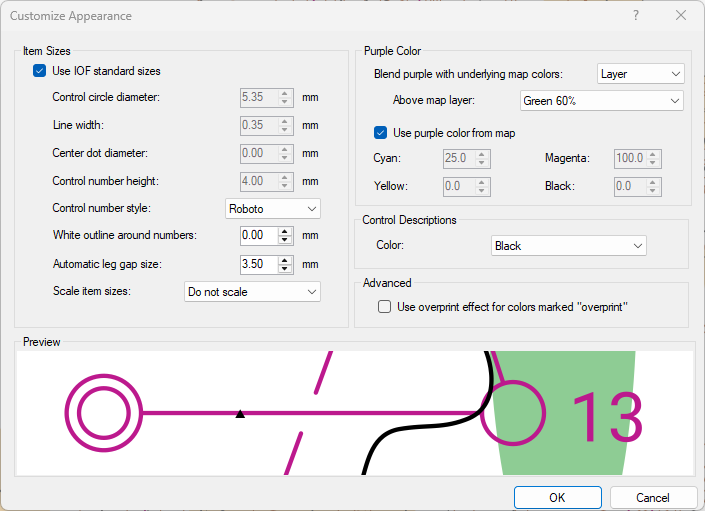 Customize Appearance
?
Item Sizes
Use IOF standard sizes
Control circle diameter: 5.35 mm
Line width: 0.35 mm
Center dot diameter: 0.00 mm
Control number height: 4.00 mm
Control number style: Roboto
White outline around numbers: 0.00 mm
Automatic leg gap size: 3.50 mm
Scale item sizes: Do not scale
Purple Color
Blend purple with underlying map colors: Layer
Above map layer: Green 60%
Use purple color from map
Cyan: 25.0 Magenta: 100.0
Yellow: 0.0 Black: 0.0
Control Descriptions
Color: Black
Advanced
Use overprint effect for colors marked "overprint"
Preview
13
OK Cancel